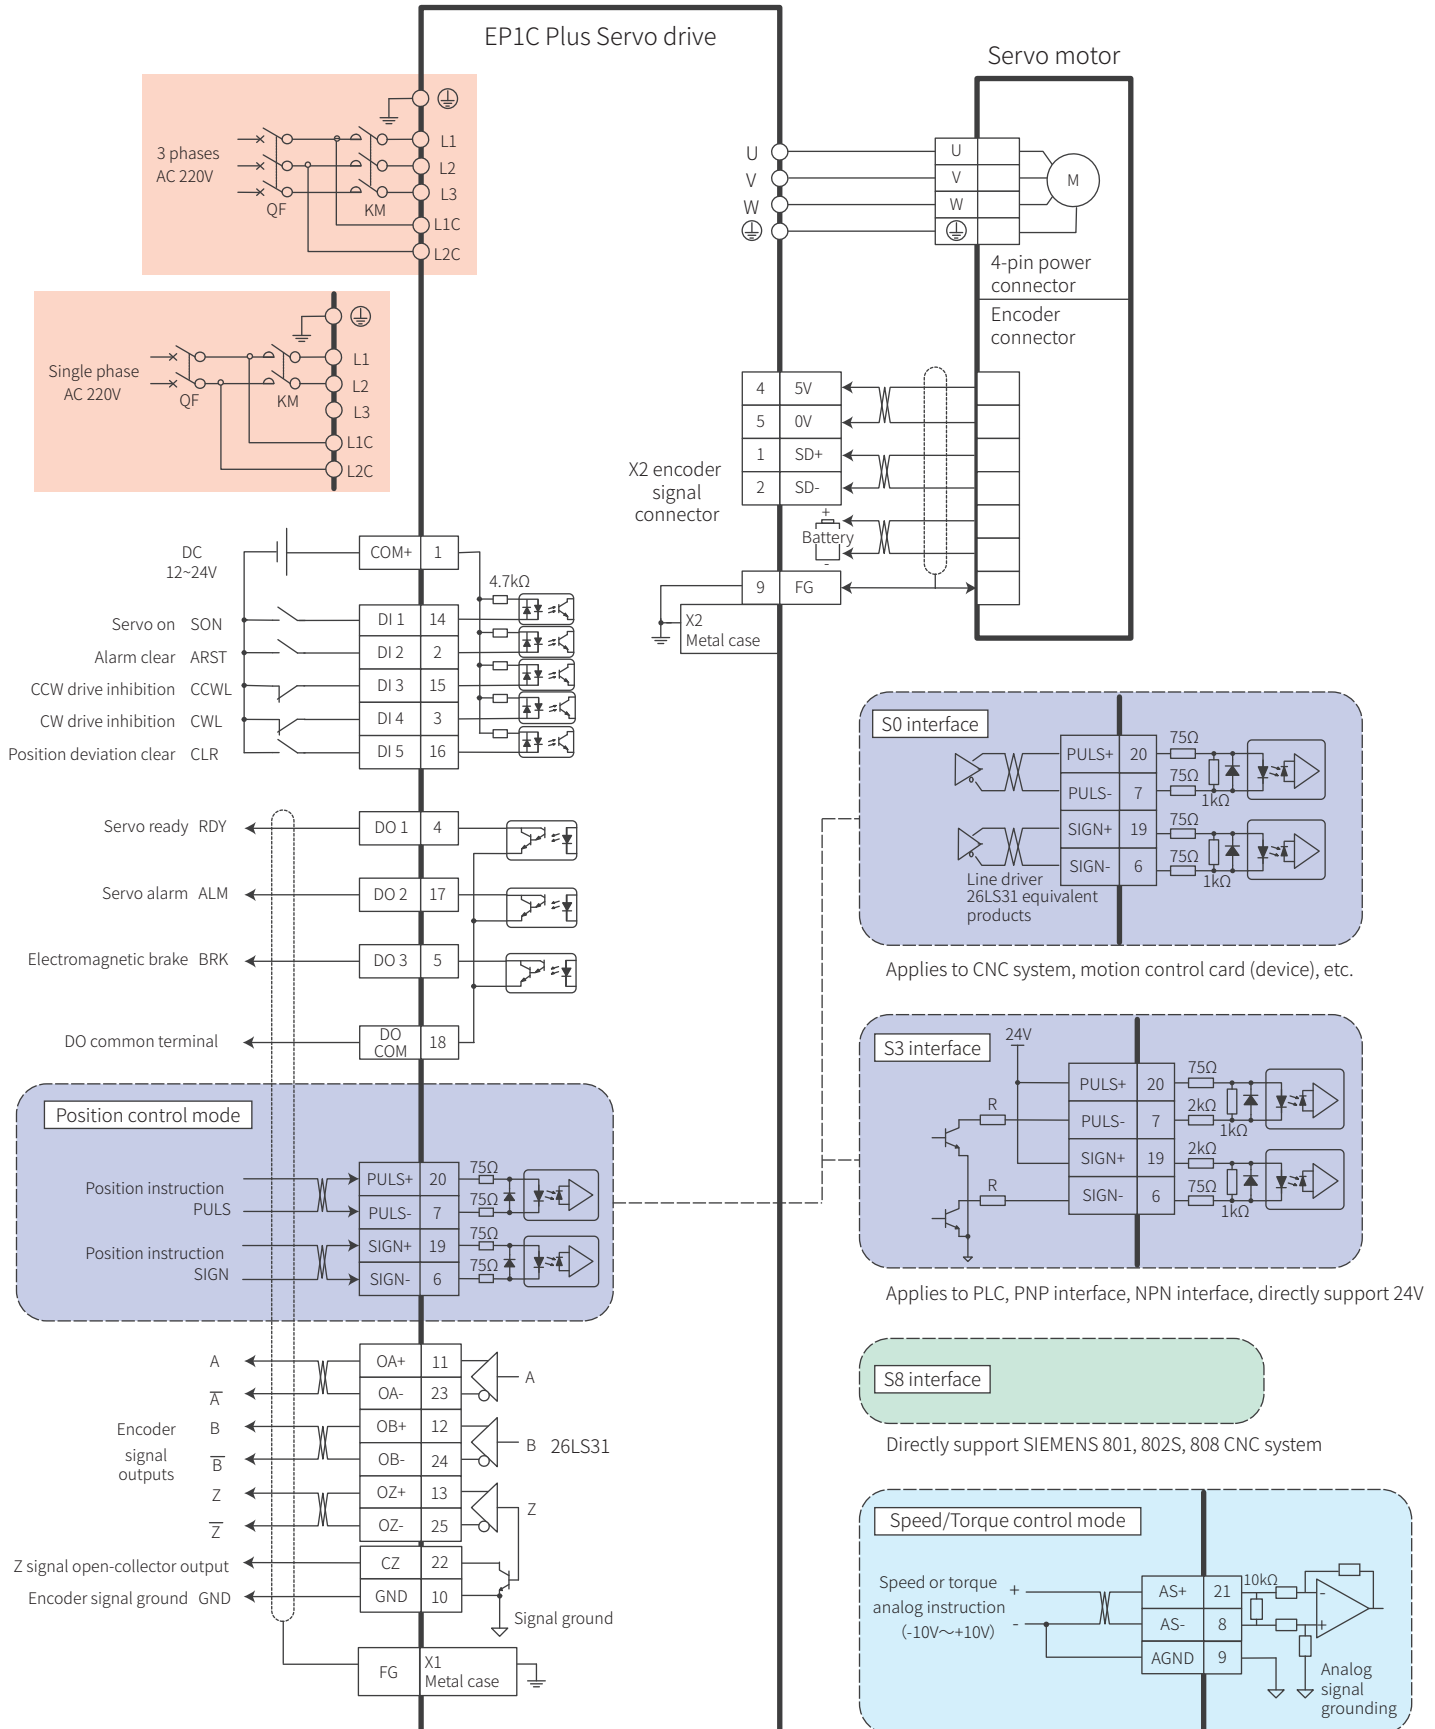 EP1C Plus Servo drive
Servo motor
3 phases
AC 220V
QF
KM
L1
L2
L3
L1C
L2C
Single phase
AC 220V
QF
KM
L1
L2
L3
L1C
L2C
U
V
W
U
V
W
M
4-pin power
connector
Encoder
connector
X2 encoder
signal
connector
4 5V
5 0V
1 SD+
2 SD-
+
Battery
-
9 FG
X2
Metal case
DC
12~24V
COM+ 1
4.7kΩ
Servo on SON DI 1 14
Alarm clear ARST DI 2 2
CCW drive inhibition CCWL DI 3 15
CW drive inhibition CWL DI 4 3
Position deviation clear CLR DI 5 16
Servo ready RDY DO 1 4
Servo alarm ALM DO 2 17
Electromagnetic brake BRK DO 3 5
DO common terminal DO COM 18
Position control mode
Position instruction
PULS
PULS+ 20 75Ω
PULS- 7 75Ω
Position instruction
SIGN
SIGN+ 19 75Ω
SIGN- 6 75Ω
Encoder
signal
outputs
A OA+ 11
A̅ OA- 23
A
B OB+ 12
B̅ OB- 24
B 26LS31
Z OZ+ 13
Z̅ OZ- 25
Z
Z signal open-collector output CZ 22
Encoder signal ground GND GND 10
Signal ground
FG
X1
Metal case
S0 interface
PULS+ 20 75Ω
PULS- 7 75Ω
1kΩ
SIGN+ 19 75Ω
SIGN- 6 75Ω
1kΩ
Line driver
26LS31 equivalent
products
Applies to CNC system, motion control card (device), etc.
S3 interface
24V
PULS+ 20 75Ω
R PULS- 7 2kΩ
1kΩ
SIGN+ 19 2kΩ
R SIGN- 6 75Ω
1kΩ
Applies to PLC, PNP interface, NPN interface, directly support 24V
S8 interface
Directly support SIEMENS 801, 802S, 808 CNC system
Speed/Torque control mode
Speed or torque
analog instruction
(-10V～+10V)
+
-
AS+ 21 10kΩ
AS- 8
AGND 9
-
+
Analog
signal
grounding